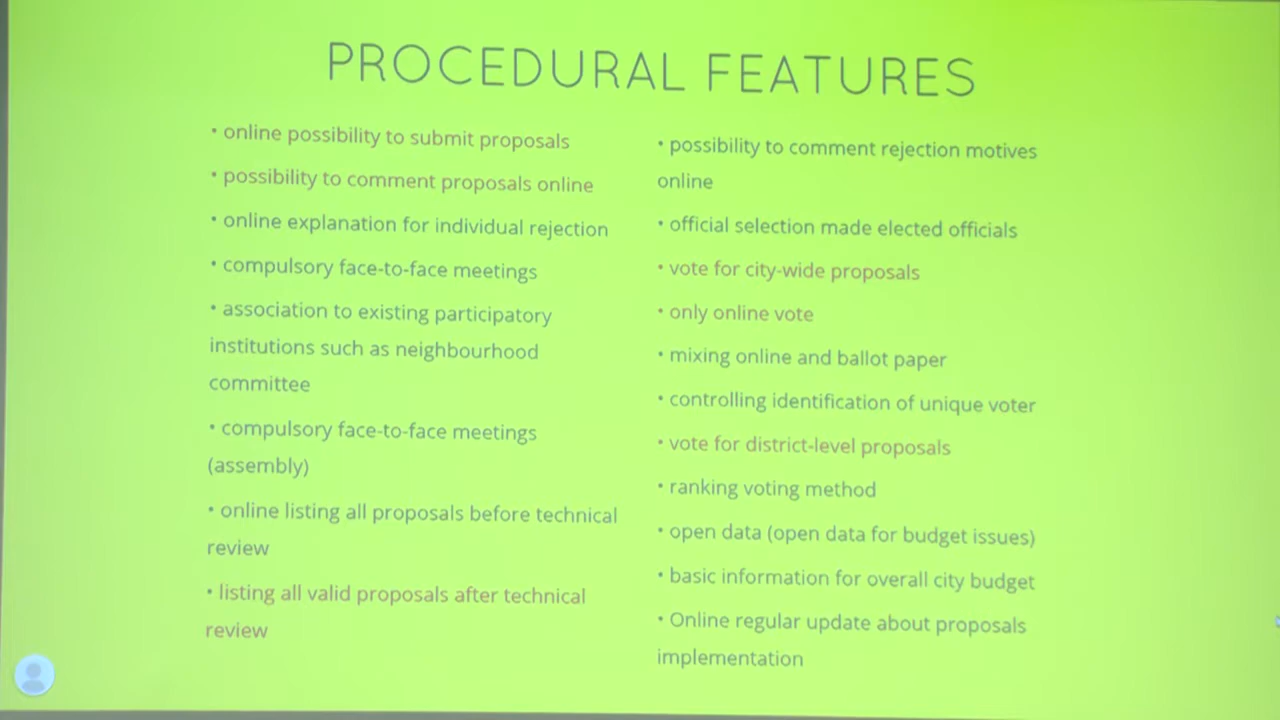 PROCEDURAL FEATURES
• online possibility to submit proposals
• possibility to comment proposals online
• online explanation for individual rejection
• compulsory face-to-face meetings
• association to existing participatory
institutions such as neighbourhood
committee
• compulsory face-to-face meetings
(assembly)
• online listing all proposals before technical
review
• listing all valid proposals after technical
review
• possibility to comment rejection motives
online
• official selection made elected officials
• vote for city-wide proposals
• only online vote
• mixing online and ballot paper
• controlling identification of unique voter
• vote for district-level proposals
• ranking voting method
• open data (open data for budget issues)
• basic information for overall city budget
• Online regular update about proposals
implementation